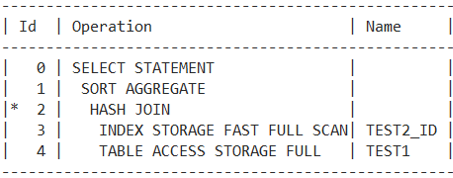 ---------------------------------------------------
| Id  | Operation                      | Name     |
---------------------------------------------------
|   0 | SELECT STATEMENT               |          |
|   1 |  SORT AGGREGATE                |          |
|*  2 |   HASH JOIN                    |          |
|   3 |    INDEX STORAGE FAST FULL SCAN| TEST2_ID |
|   4 |    TABLE ACCESS STORAGE FULL   | TEST1    |
---------------------------------------------------